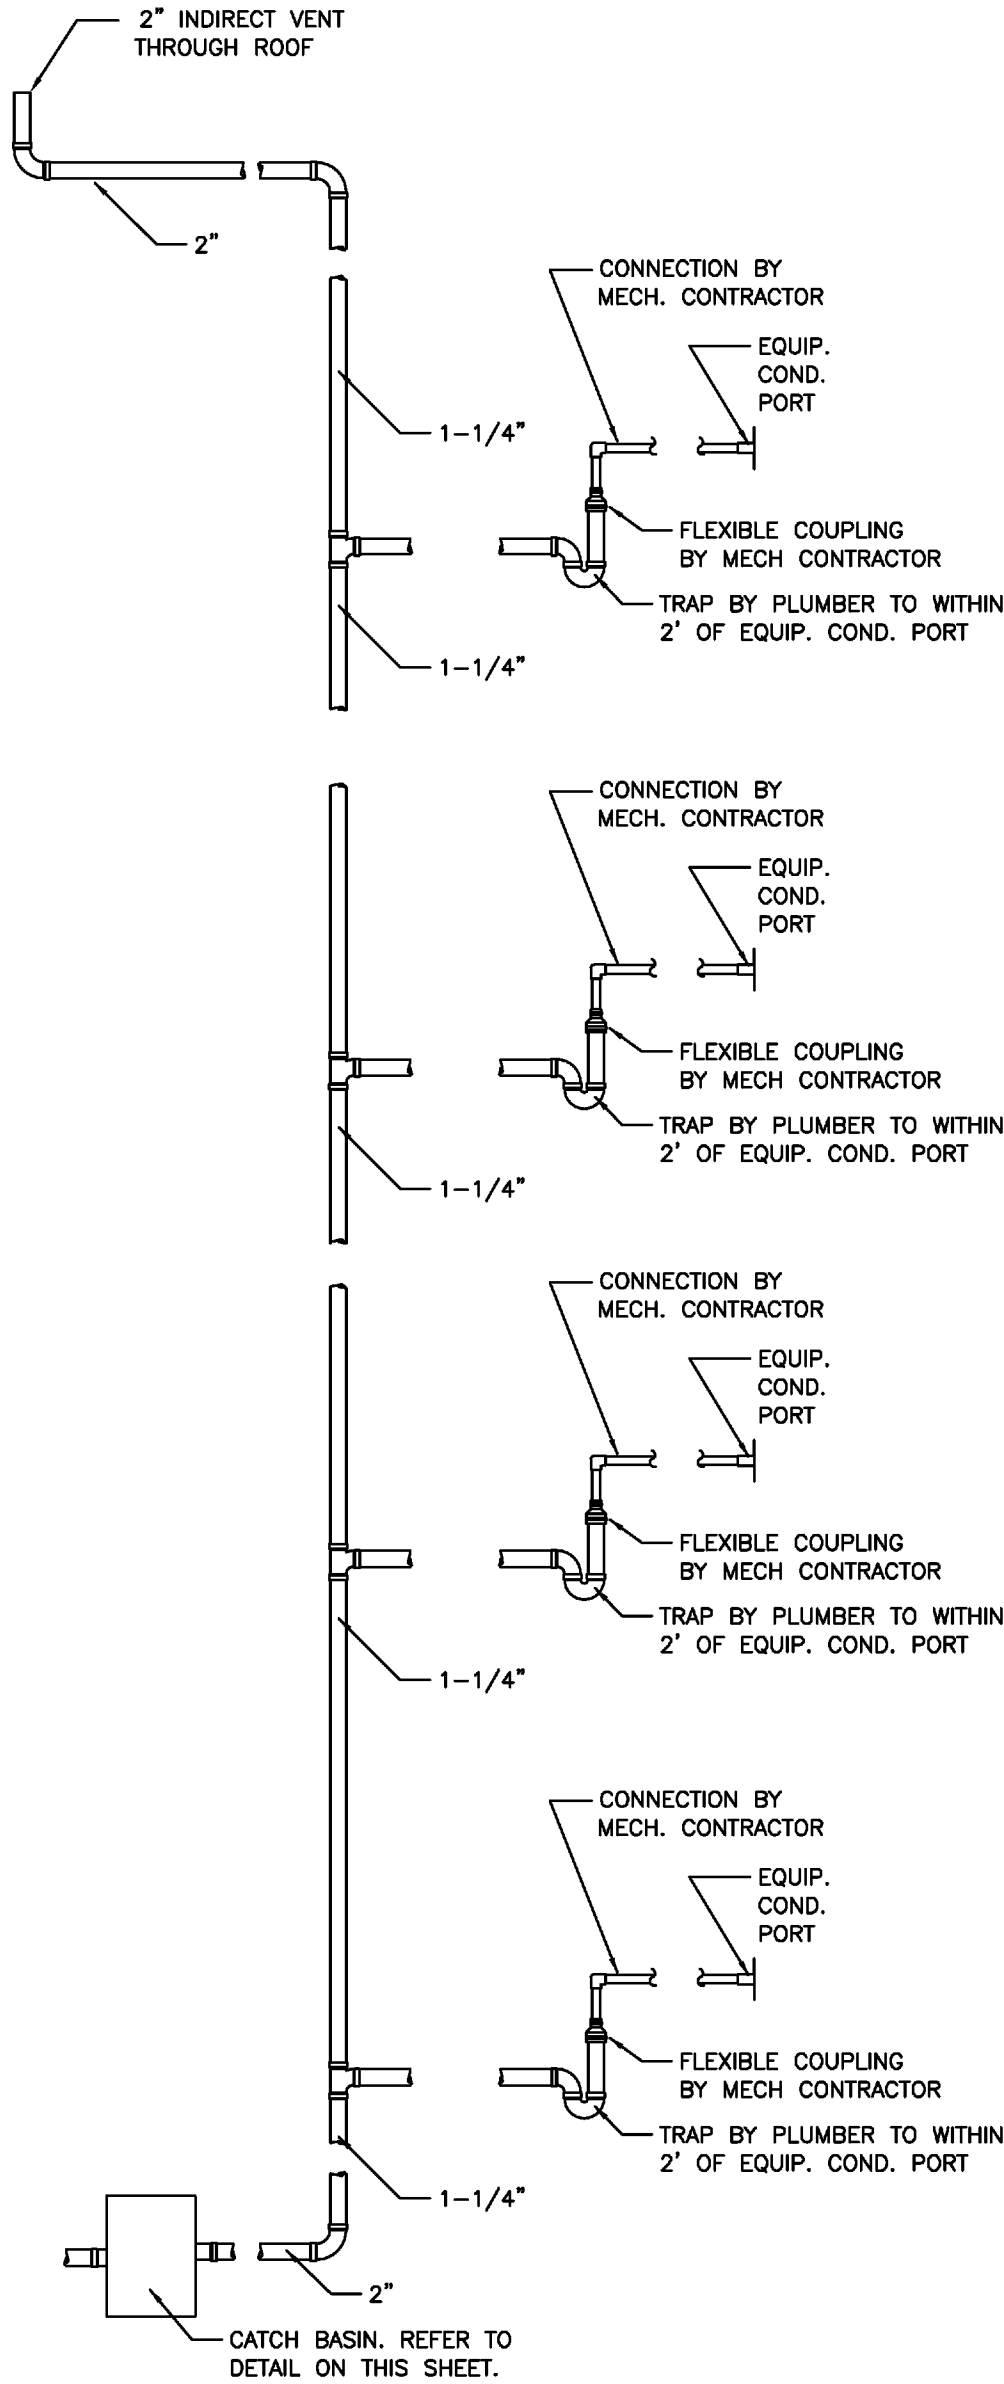 2" INDIRECT VENT
THROUGH ROOF
2"
CONNECTION BY
MECH. CONTRACTOR
EQUIP.
COND.
PORT
1-1/4"
FLEXIBLE COUPLING
BY MECH CONTRACTOR
TRAP BY PLUMBER TO WITHIN
2' OF EQUIP. COND. PORT
1-1/4"
CONNECTION BY
MECH. CONTRACTOR
EQUIP.
COND.
PORT
FLEXIBLE COUPLING
BY MECH CONTRACTOR
TRAP BY PLUMBER TO WITHIN
2' OF EQUIP. COND. PORT
1-1/4"
CONNECTION BY
MECH. CONTRACTOR
EQUIP.
COND.
PORT
FLEXIBLE COUPLING
BY MECH CONTRACTOR
TRAP BY PLUMBER TO WITHIN
2' OF EQUIP. COND. PORT
1-1/4"
CONNECTION BY
MECH. CONTRACTOR
EQUIP.
COND.
PORT
FLEXIBLE COUPLING
BY MECH CONTRACTOR
TRAP BY PLUMBER TO WITHIN
2' OF EQUIP. COND. PORT
1-1/4"
2"
CATCH BASIN. REFER TO
DETAIL ON THIS SHEET.